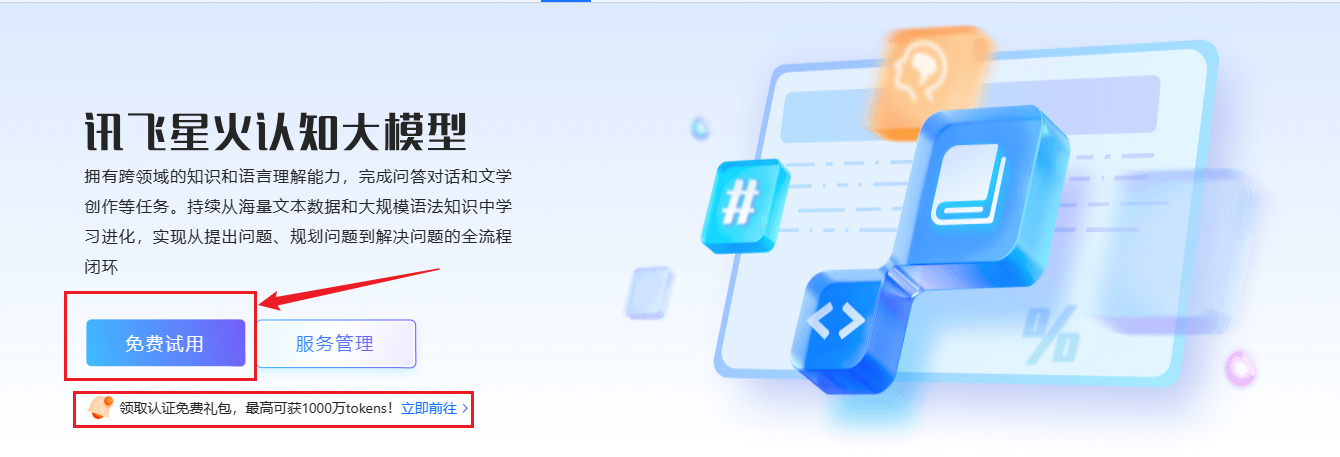 讯飞星火认知大模型
拥有跨领域的知识和语言理解能力，完成问答对话和文学
创作等任务。持续从海量文本数据和大规模语法知识中学
习进化，实现从提出问题、规划问题到解决问题的全流程
闭环
免费试用 服务管理
领取认证免费礼包，最高可获1000万tokens！立即前往 >
#
<>
%